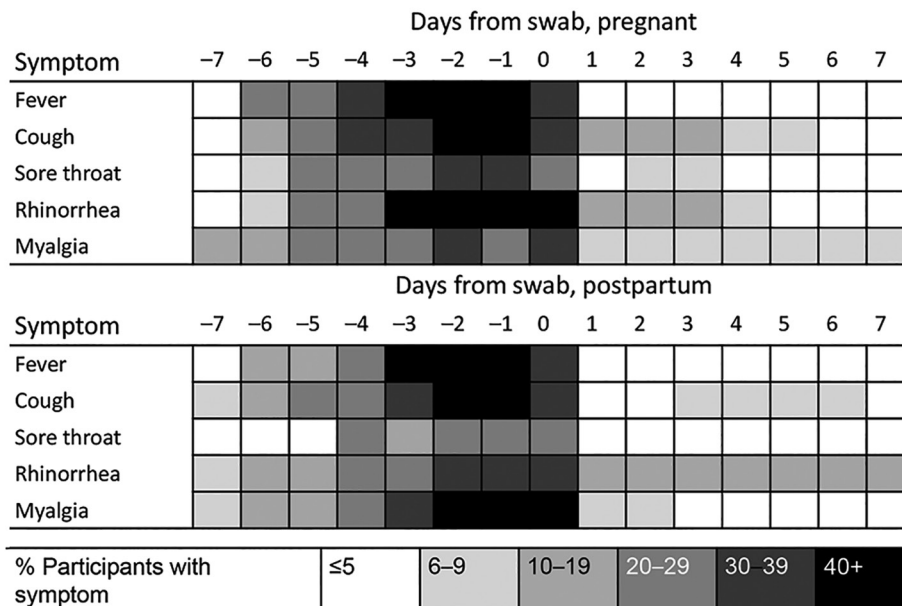 Days from swab, pregnant
Symptom –7 –6 –5 –4 –3 –2 –1 0 1 2 3 4 5 6 7
Fever
Cough
Sore throat
Rhinorrhea
Myalgia
Days from swab, postpartum
Symptom –7 –6 –5 –4 –3 –2 –1 0 1 2 3 4 5 6 7
Fever
Cough
Sore throat
Rhinorrhea
Myalgia
% Participants with ≤5 6–9 10–19 20–29 30–39 40+
symptom